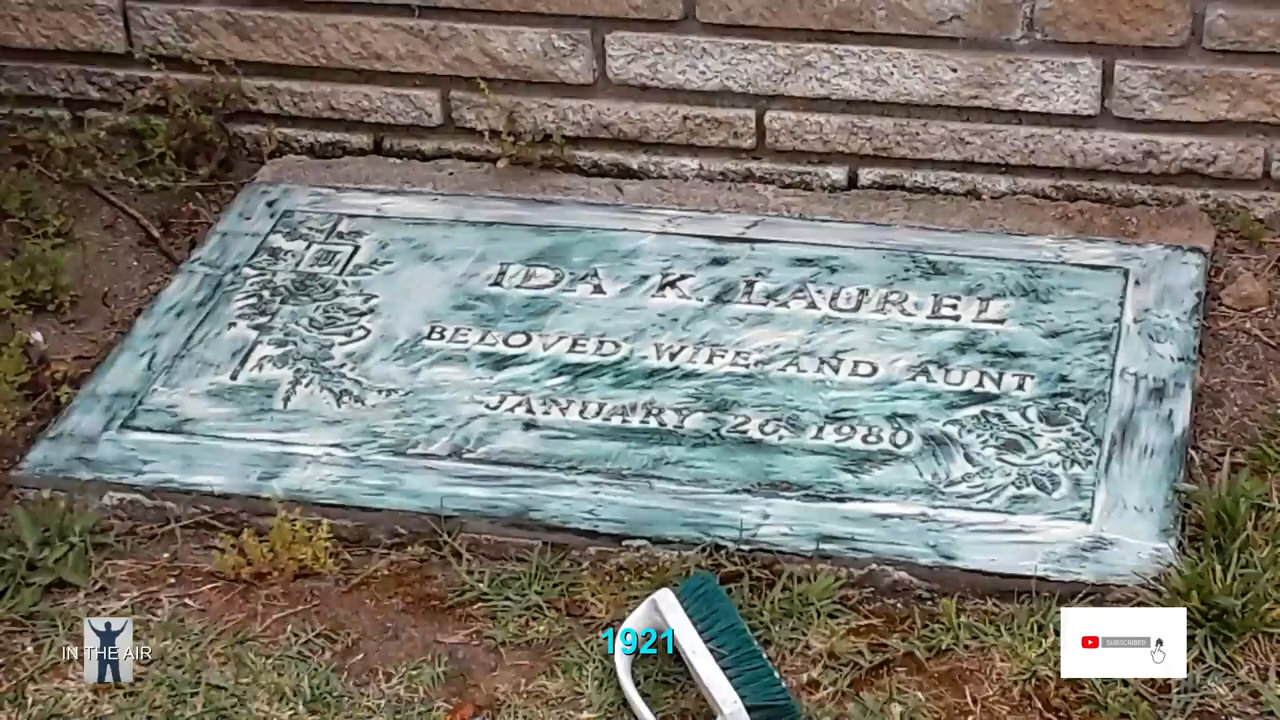 IDA K. LAUREL
BELOVED WIFE AND AUNT
JANUARY 26, 1980
1921
IN THE AIR
SUBSCRIBED